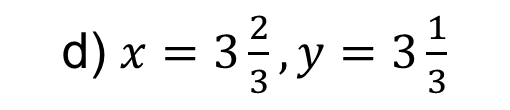 d) x = 3 2/3, y = 3 1/3